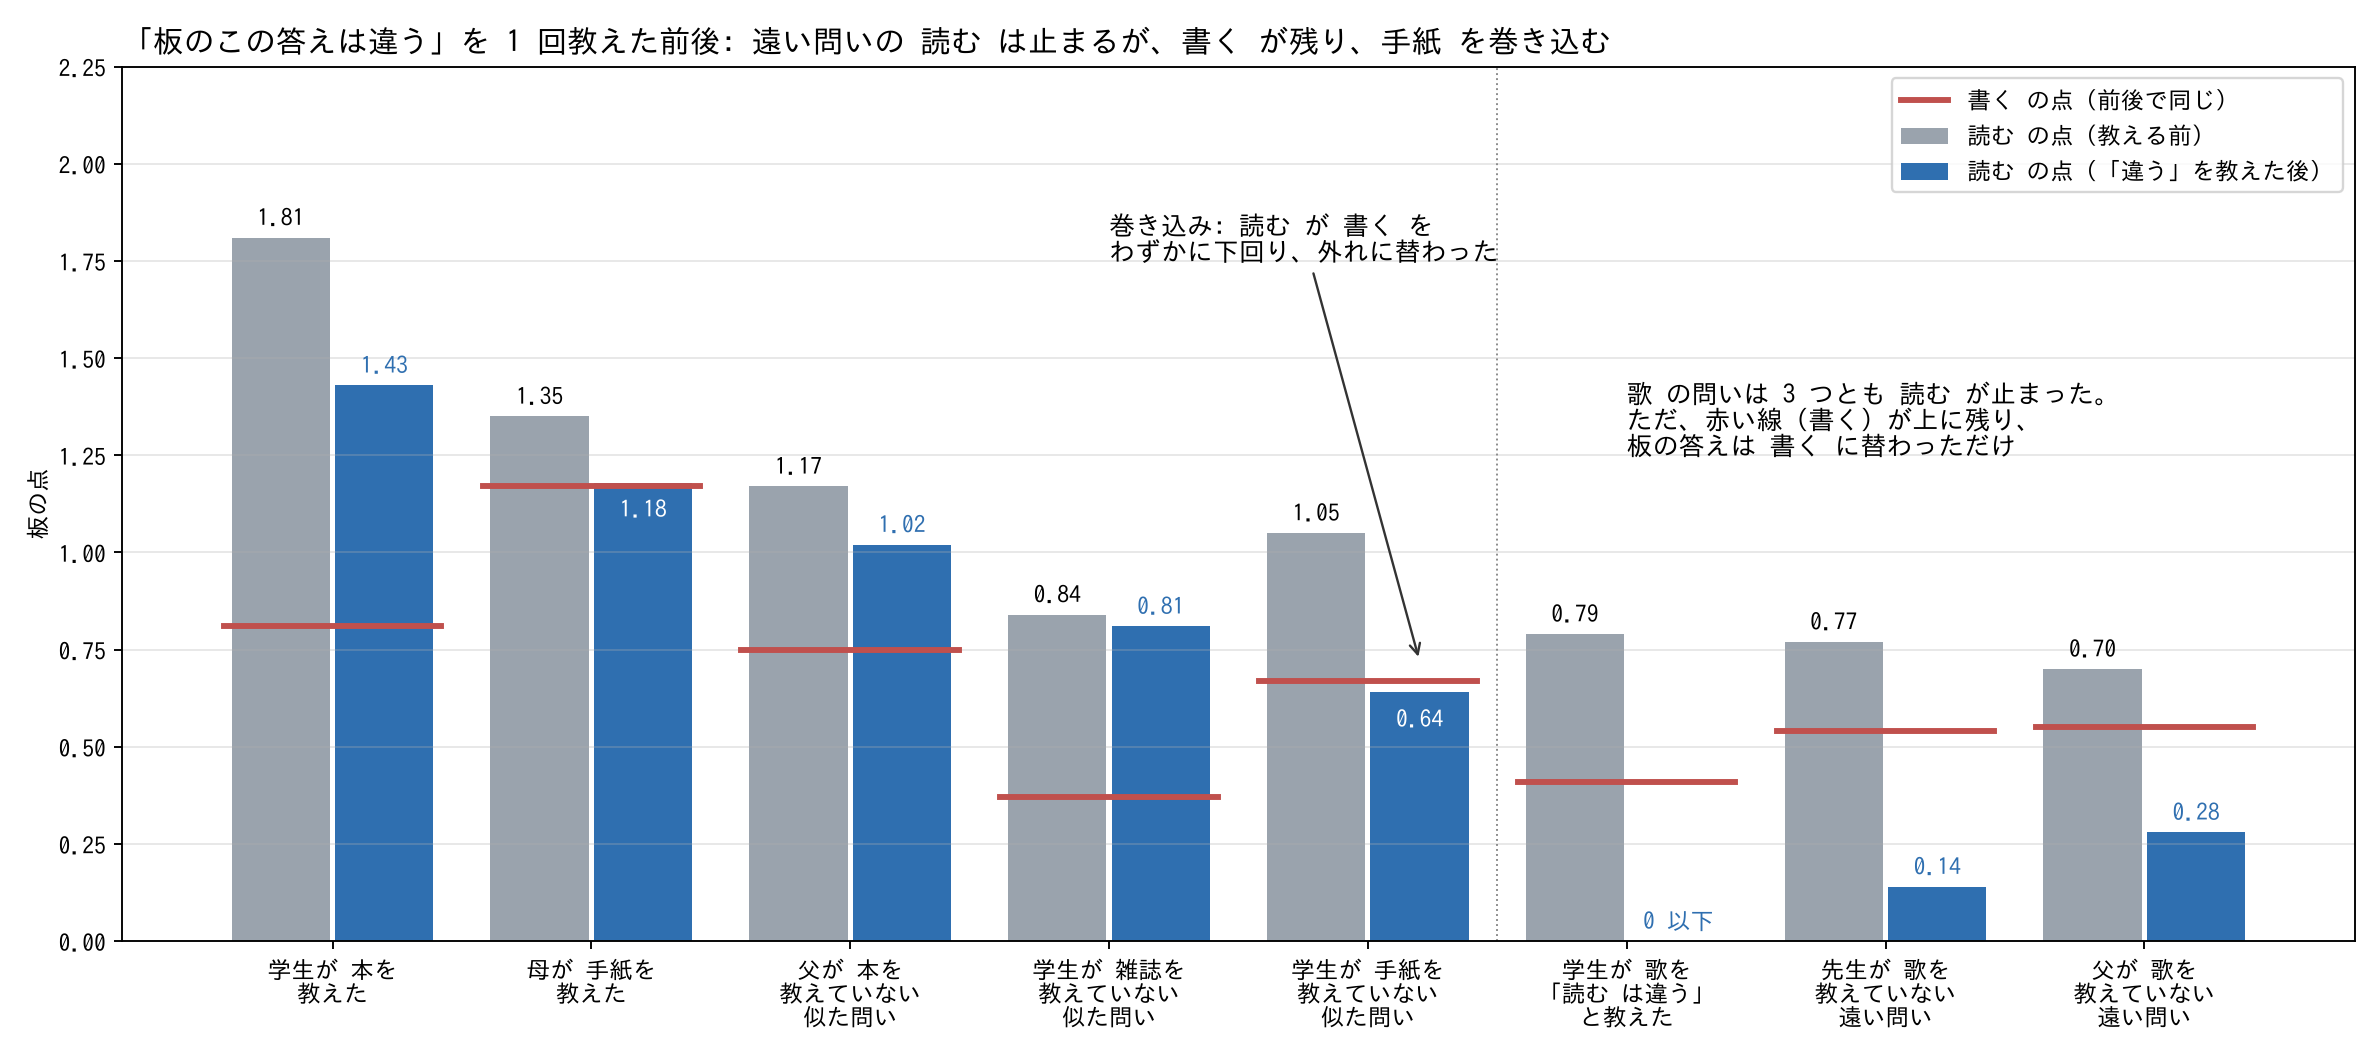 「板のこの答えは違う」を 1 回教えた前後: 遠い問いの 読む は止まるが、書く が残り、手紙 を巻き込む
書く の点（前後で同じ）
読む の点（教える前）
読む の点（「違う」を教えた後）
巻き込み: 読む が 書く を
わずかに下回り、外れに替わった
歌 の問いは 3 つとも 読む が止まった。
ただ、赤い線（書く）が上に残り、
板の答えは 書く に替わっただけ
板の点
2.25
2.00
1.75
1.50
1.25
1.00
0.75
0.50
0.25
0.00
1.81
1.43
1.35
1.18
1.17
1.02
0.84
0.81
1.05
0.64
0.79
0 以下
0.77
0.14
0.70
0.28
学生が 本を
教えた
母が 手紙を
教えた
父が 本を
教えていない
似た問い
学生が 雑誌を
教えていない
似た問い
学生が 手紙を
教えていない
似た問い
学生が 歌を
「読む は違う」
と教えた
先生が 歌を
教えていない
遠い問い
父が 歌を
教えていない
遠い問い